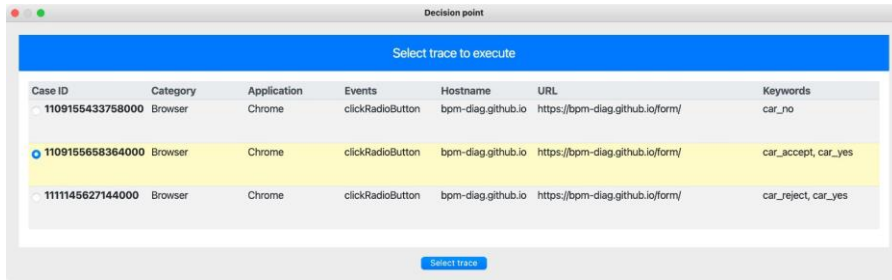 Decision point
Select trace to execute
Case ID Category Application Events Hostname URL Keywords
1109155433758000 Browser Chrome clickRadioButton bpm-diag.github.io https://bpm-diag.github.io/form/ car_no
1109155658364000 Browser Chrome clickRadioButton bpm-diag.github.io https://bpm-diag.github.io/form/ car_accept, car_yes
1111145627144000 Browser Chrome clickRadioButton bpm-diag.github.io https://bpm-diag.github.io/form/ car_reject, car_yes
Select trace